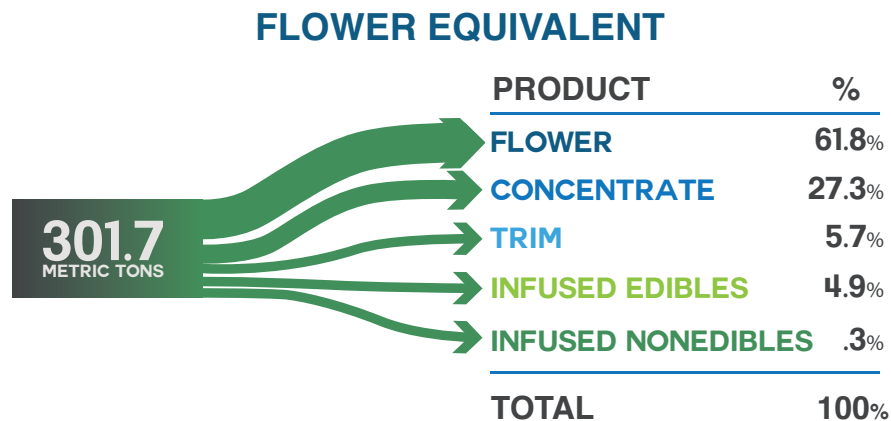 FLOWER EQUIVALENT
PRODUCT %
FLOWER 61.8%
CONCENTRATE 27.3%
301.7
METRIC TONS
TRIM 5.7%
INFUSED EDIBLES 4.9%
INFUSED NONEDIBLES .3%
TOTAL 100%